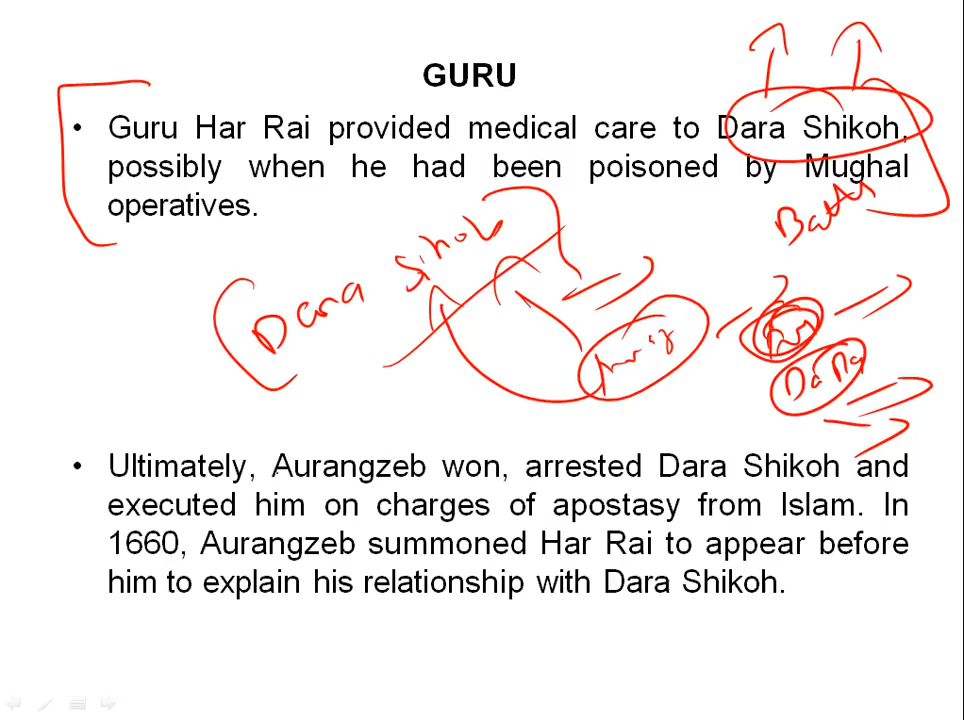 GURU
• Guru Har Rai provided medical care to Dara Shikoh,
possibly when he had been poisoned by Mughal
operatives.
Dara Sihoh
DaRa
• Ultimately, Aurangzeb won, arrested Dara Shikoh and
executed him on charges of apostasy from Islam. In
1660, Aurangzeb summoned Har Rai to appear before
him to explain his relationship with Dara Shikoh.